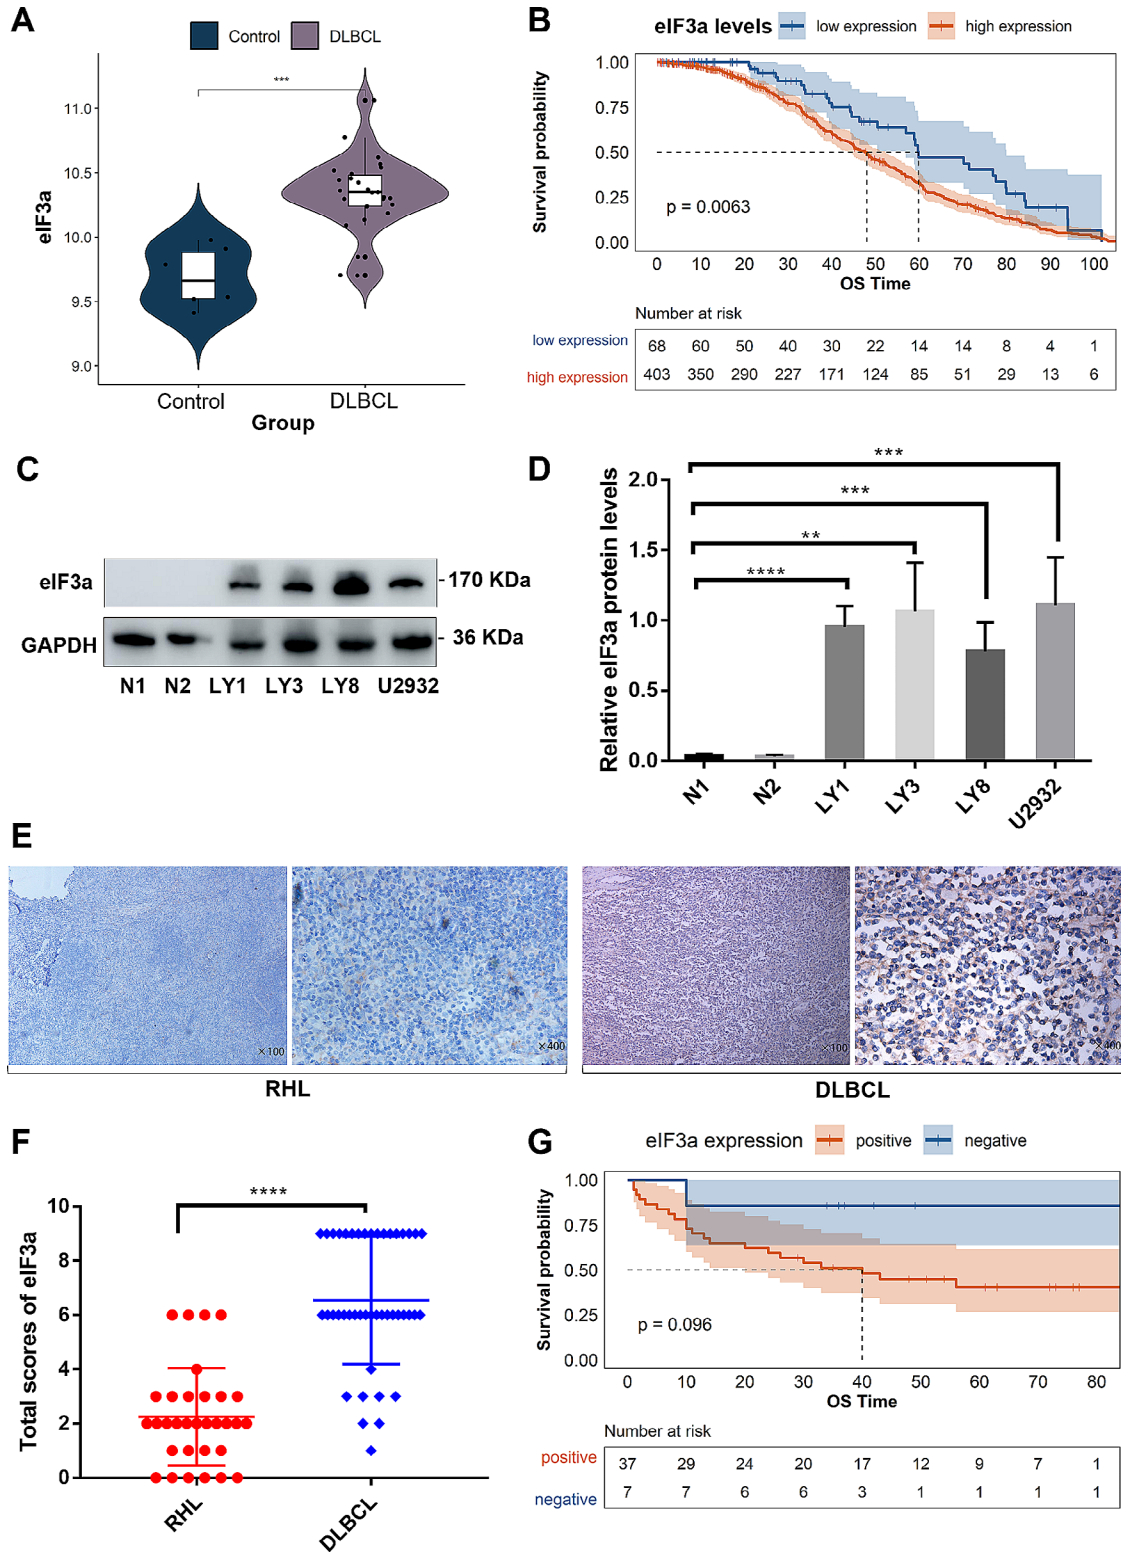 A
Control
DLBCL
***
eIF3a
11.0
10.5
10.0
9.5
9.0
Control
DLBCL
Group
B
eIF3a levels
low expression
high expression
Survival probability
1.00
0.75
0.50
0.25
0.00
p = 0.0063
0 10 20 30 40 50 60 70 80 90 100
OS Time
Number at risk
low expression 68 60 50 40 30 22 14 14 8 4 1
high expression 403 350 290 227 171 124 85 51 29 13 6
C
eIF3a
-170 KDa
GAPDH
- 36 KDa
N1 N2 LY1 LY3 LY8 U2932
D
Relative eIF3a protein levels
2.0
1.5
1.0
0.5
0.0
***
***
**
****
N1
N2
LY1
LY3
LY8
U2932
E
×100
×400
×100
×400
RHL
DLBCL
F
Total scores of eIF3a
10
8
6
4
2
0
****
RHL
DLBCL
G
eIF3a expression
positive
negative
Survival probability
1.00
0.75
0.50
0.25
0.00
p = 0.096
0 10 20 30 40 50 60 70 80
OS Time
Number at risk
positive 37 29 24 20 17 12 9 7 1
negative 7 7 6 6 3 1 1 1 1